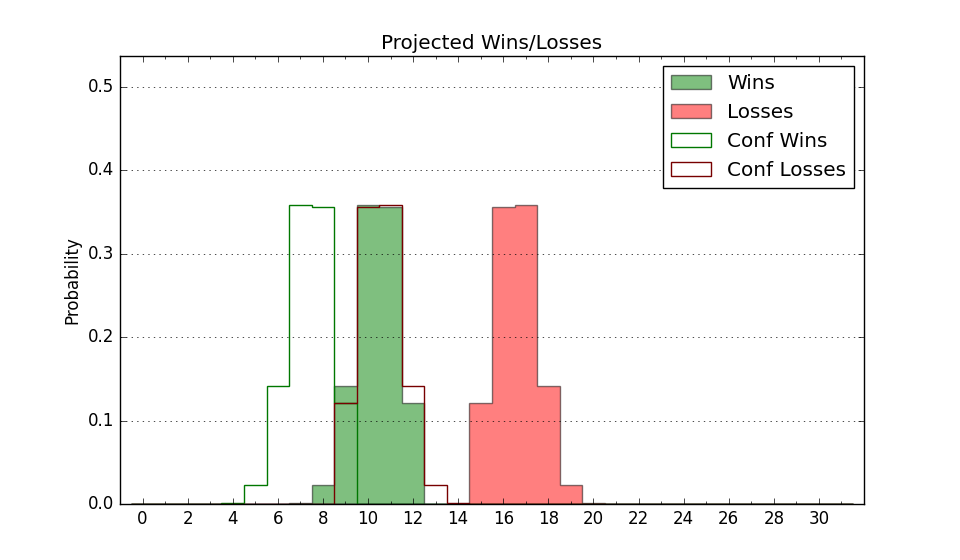 Projected Wins/Losses
Wins
Losses
Conf Wins
Conf Losses
Probability
0.5
0.4
0.3
0.2
0.1
0.0
0 2 4 6 8 10 12 14 16 18 20 22 24 26 28 30